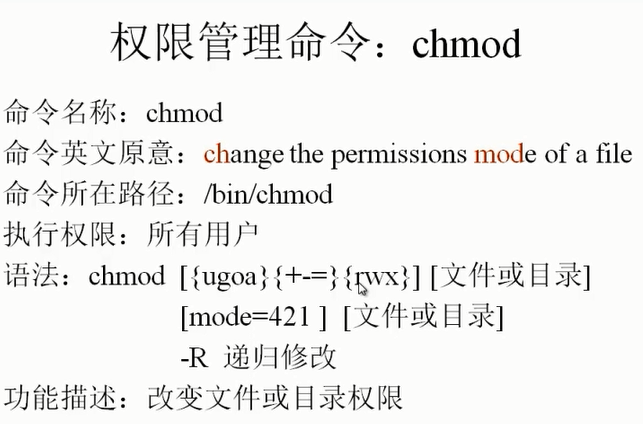 权限管理命令：chmod
命令名称：chmod
命令英文原意：change the permissions mode of a file
命令所在路径：/bin/chmod
执行权限：所有用户
语法：chmod [{ugoa}{+-=}{rwx}] [文件或目录]
[mode=421 ] [文件或目录]
-R 递归修改
功能描述：改变文件或目录权限